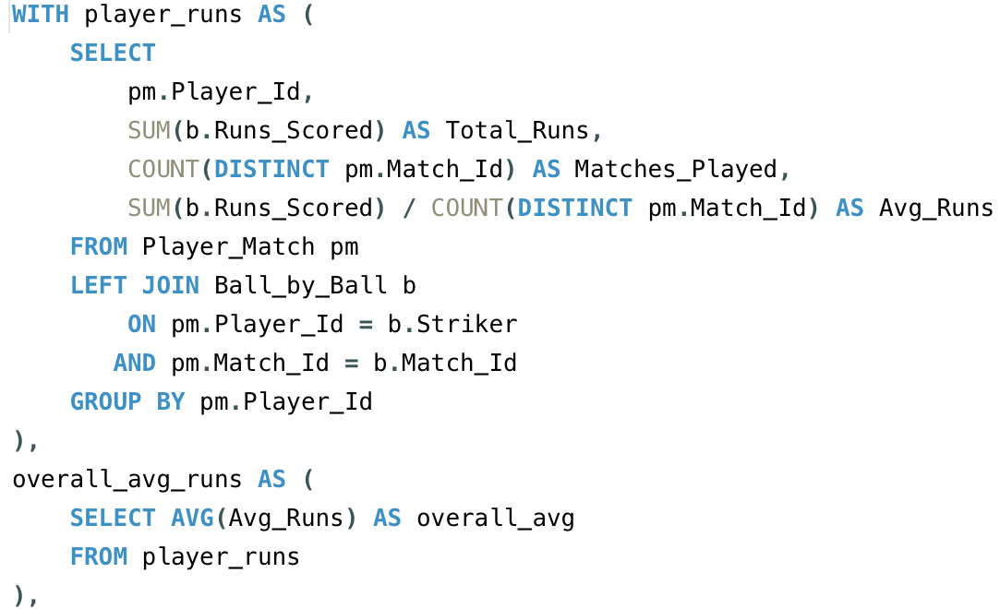 WITH player_runs AS (
    SELECT
        pm.Player_Id,
        SUM(b.Runs_Scored) AS Total_Runs,
        COUNT(DISTINCT pm.Match_Id) AS Matches_Played,
        SUM(b.Runs_Scored) / COUNT(DISTINCT pm.Match_Id) AS Avg_Runs
    FROM Player_Match pm
    LEFT JOIN Ball_by_Ball b
        ON pm.Player_Id = b.Striker
       AND pm.Match_Id = b.Match_Id
    GROUP BY pm.Player_Id
),
overall_avg_runs AS (
    SELECT AVG(Avg_Runs) AS overall_avg
    FROM player_runs
),